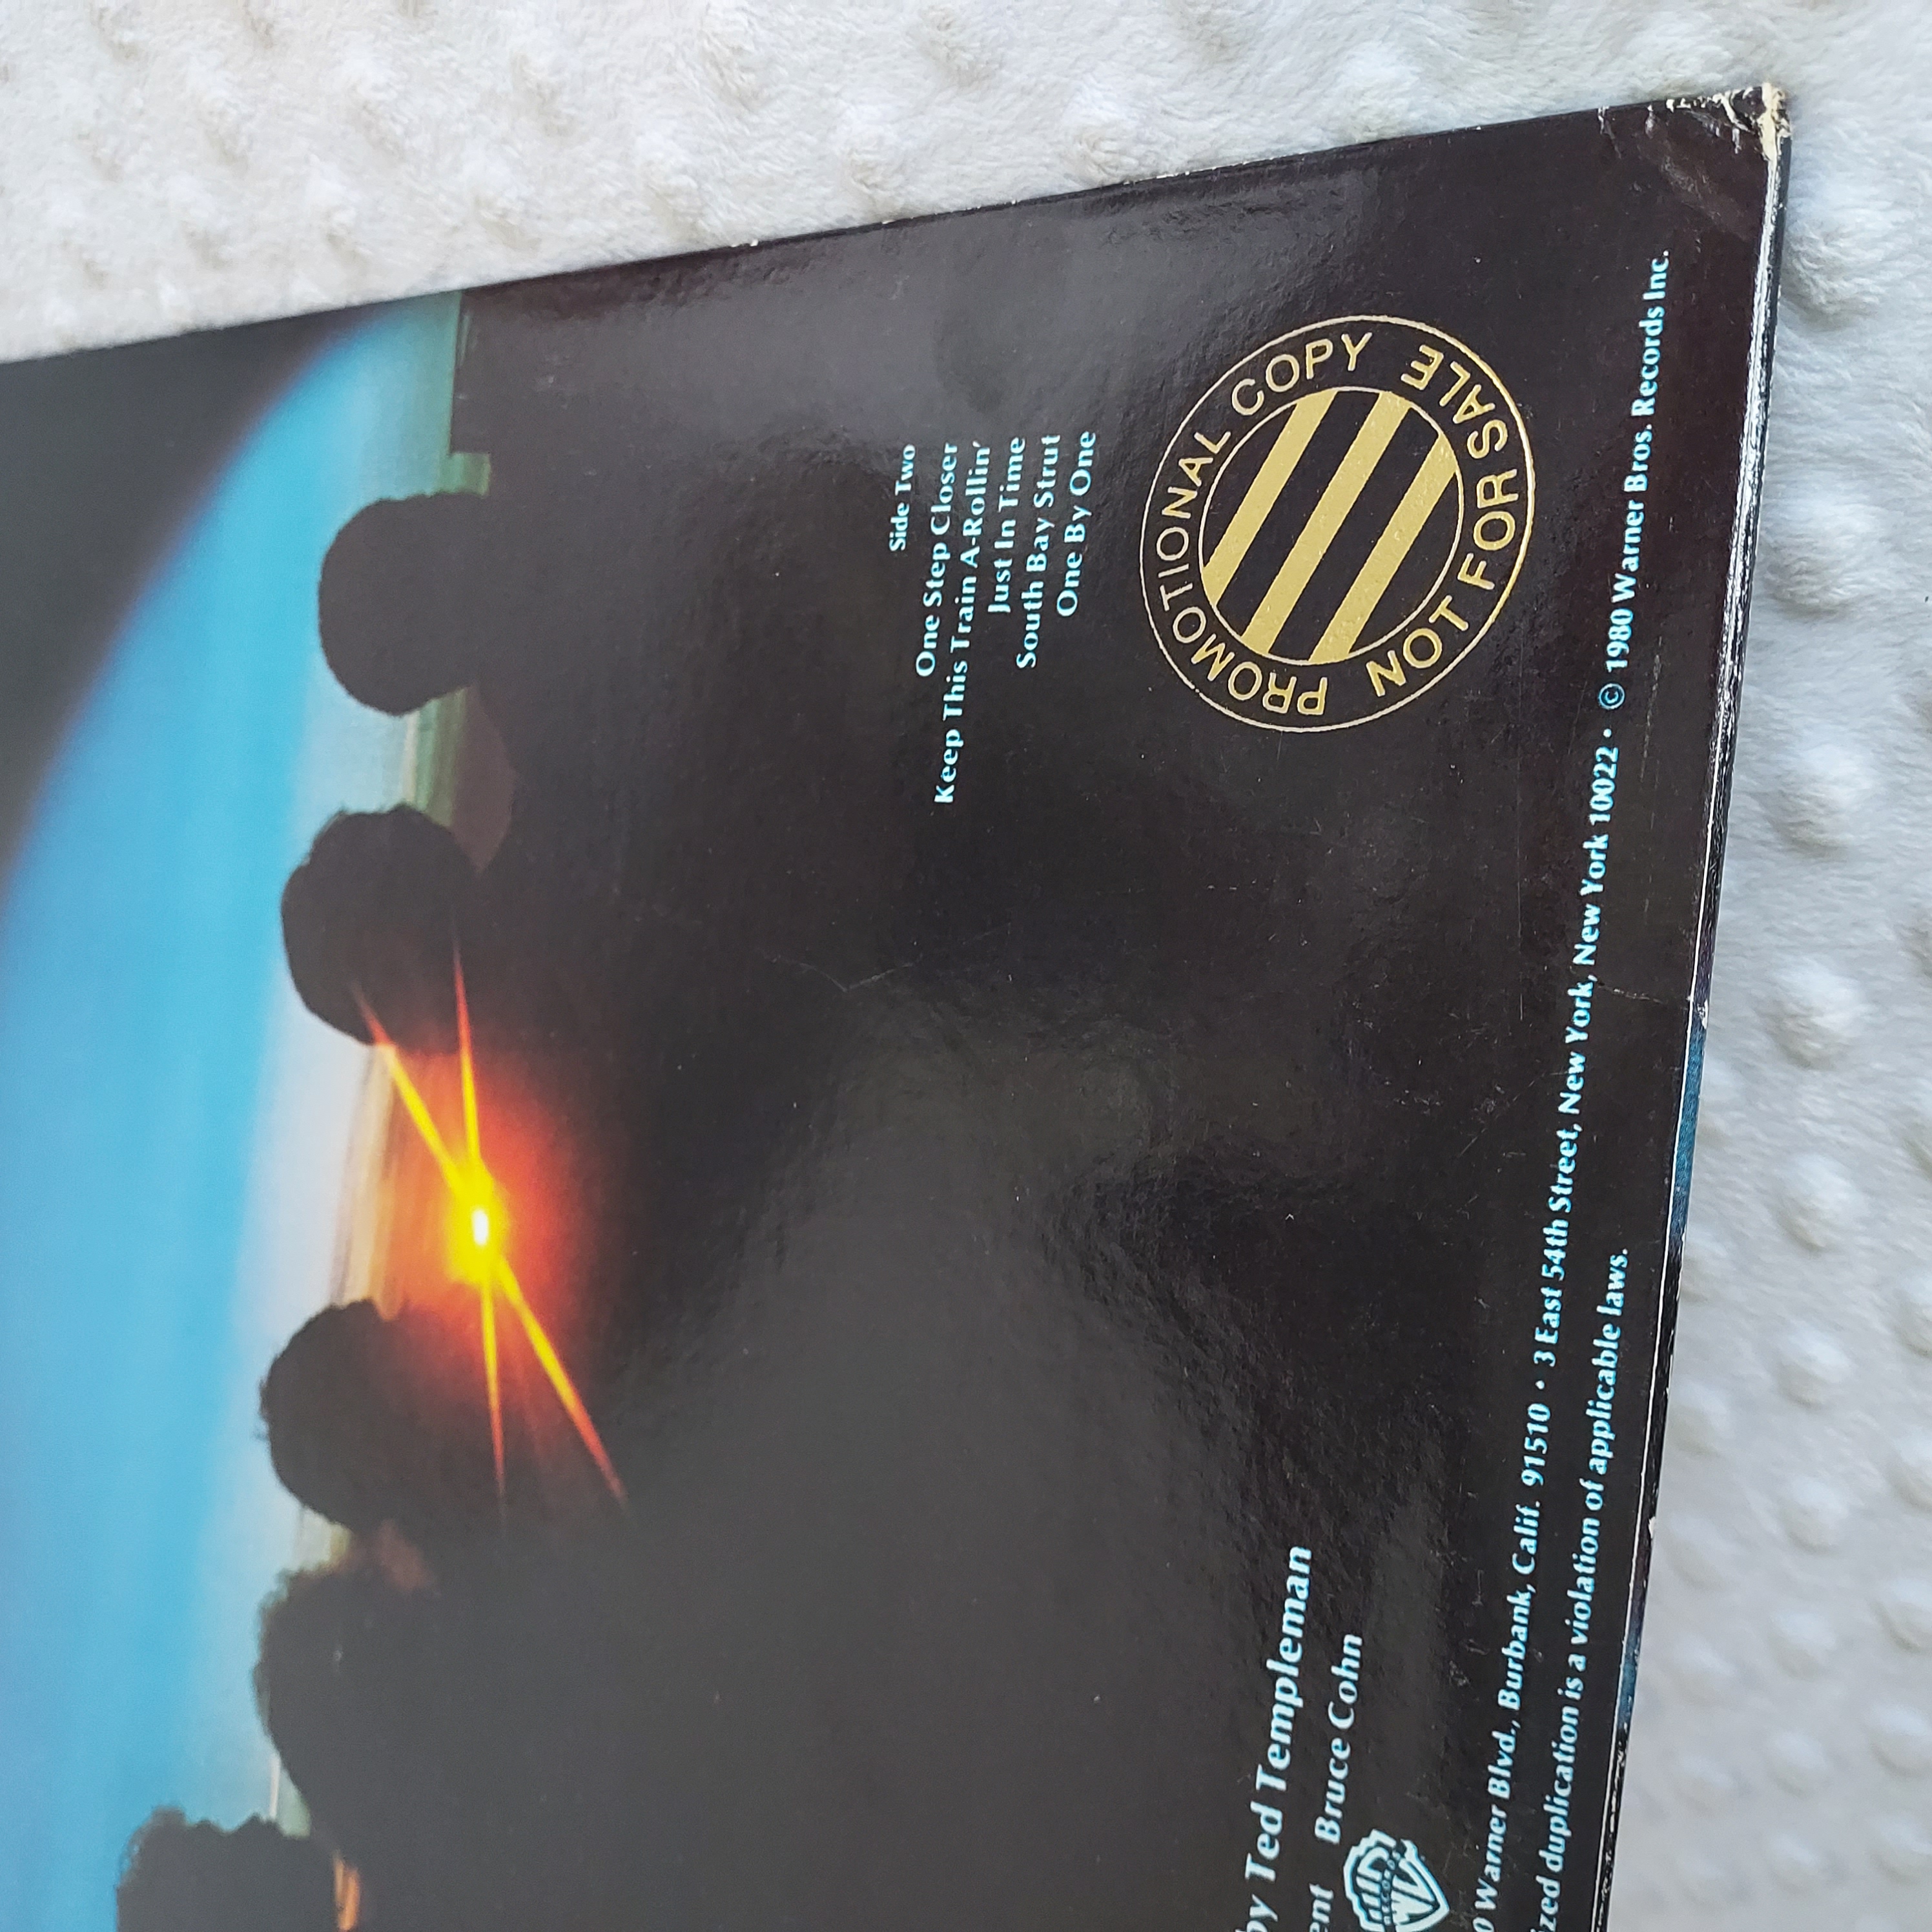 Side Two
One Step Closer
Keep This Train A-Rollin'
Just In Time
South Bay Strut
One By One
PROMOTIONAL COPY
NOT FOR SALE
by Ted Templeman
Bruce Cohn
Warner Blvd., Burbank, Calif. 91510 • 3 East 54th Street, New York, New York 10022 • © 1980 Warner Bros. Records Inc.
duplication is a violation of applicable laws.